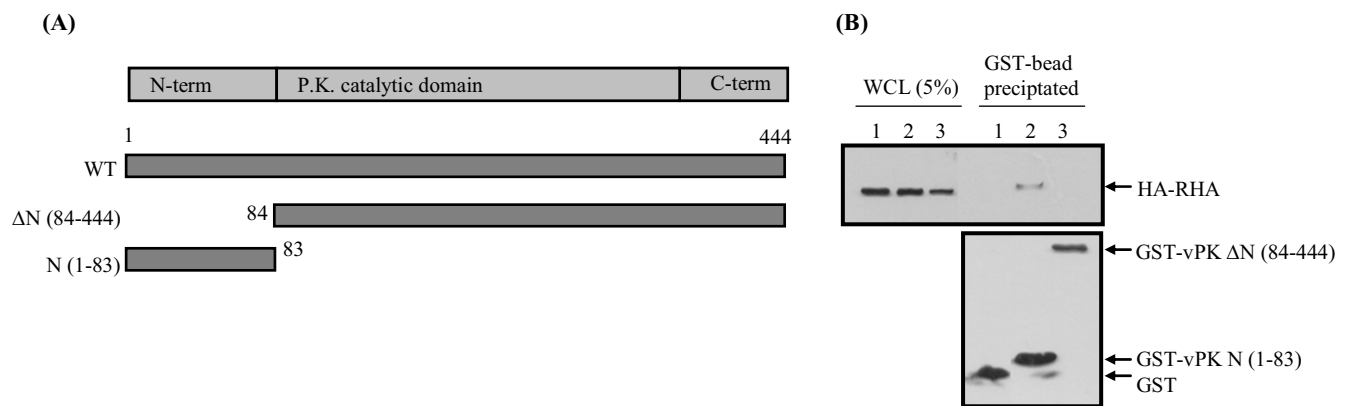 (A)
N-term P.K. catalytic domain C-term
1 444
WT
ΔN (84-444) 84
N (1-83) 83
(B)
GST-bead
WCL (5%) preciptated
1 2 3 1 2 3
HA-RHA
GST-vPK ΔN (84-444)
GST-vPK N (1-83)
GST